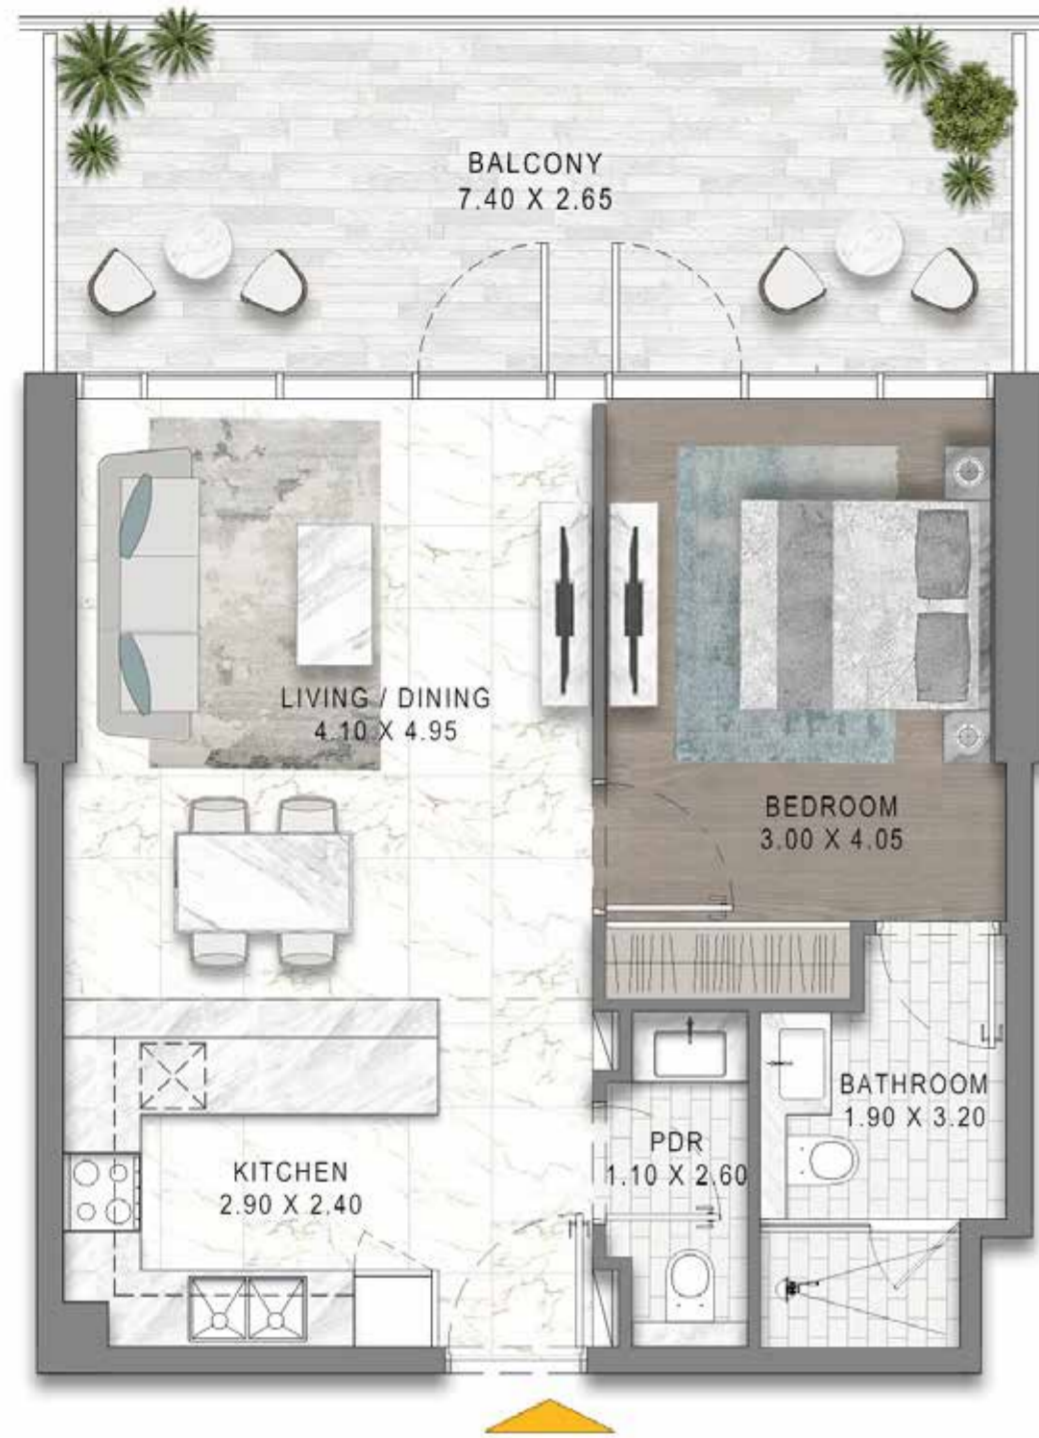 BALCONY
7.40 X 2.65
LIVING / DINING
4.10 X 4.95
BEDROOM
3.00 X 4.05
BATHROOM
1.90 X 3.20
PDR
1.10 X 2.60
KITCHEN
2.90 X 2.40